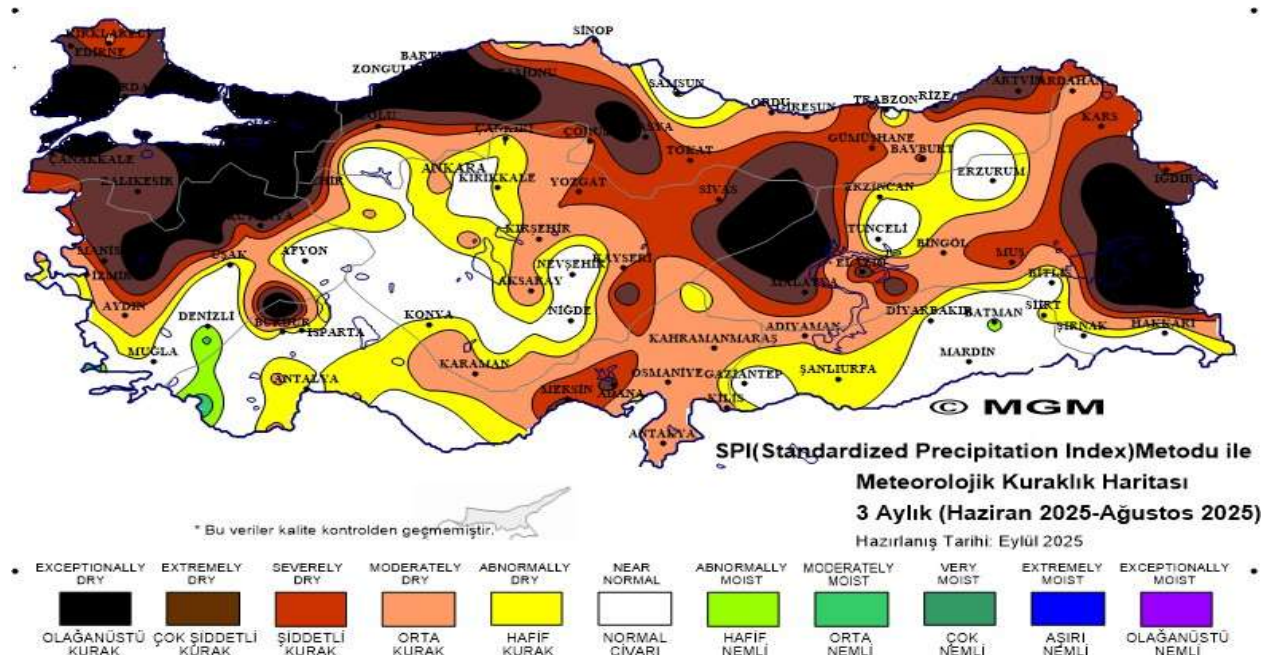 SİNOP
KIRKLARELİ
EDİRNE
SAMSUN
ORDU
GİRESUN
TRABZON
RİZE
ARTVİN
ARDAHAN
KARS
ÇANKIRI
ÇORUM
TOKAT
GÜMÜŞHANE
BAYBURT
ÇANAKKALE
BALIKESİR
ANKARA
KIRIKKALE
YOZGAT
SİVAS
ERZİNCAN
ERZURUM
IĞDIR
MANİSA
İZMİR
UŞAK
AFYON
KIRŞEHİR
NEVŞEHİR
KAYSERİ
TUNCELİ
BİNGÖL
MUŞ
BİTLİS
AYDIN
DENİZLİ
BURDUR
ISPARTA
KONYA
AKSARAY
NİĞDE
MALATYA
ELAZIĞ
DİYARBAKIR
BATMAN
SİİRT
ŞIRNAK
HAKKARİ
MUĞLA
ANTALYA
KARAMAN
KAHRAMANMARAŞ
ADIYAMAN
MARDİN
MERSİN
ADANA
OSMANİYE
GAZİANTEP
ŞANLIURFA
KİLİS
ANTAKYA
© MGM
SPI(Standardized Precipitation Index)Metodu ile
Meteorolojik Kuraklık Haritası
3 Aylık (Haziran 2025-Ağustos 2025)
Hazırlanış Tarihi: Eylül 2025
* Bu veriler kalite kontrolden geçmemiştir.
EXCEPTIONALLY EXTREMELY SEVERELY MODERATELY ABNORMALLY NEAR ABNORMALLY MODERATELY VERY EXTREMELY EXCEPTIONALLY
DRY DRY DRY DRY DRY NORMAL MOIST MOIST MOIST MOIST MOIST
OLAĞANÜSTÜ ÇOK ŞİDDETLİ ŞİDDETLİ ORTA HAFİF NORMAL HAFİF ORTA ÇOK AŞIRI OLAĞANÜSTÜ
KURAK KURAK KURAK KURAK KURAK CİVARI NEMLİ NEMLİ NEMLİ NEMLİ NEMLİ